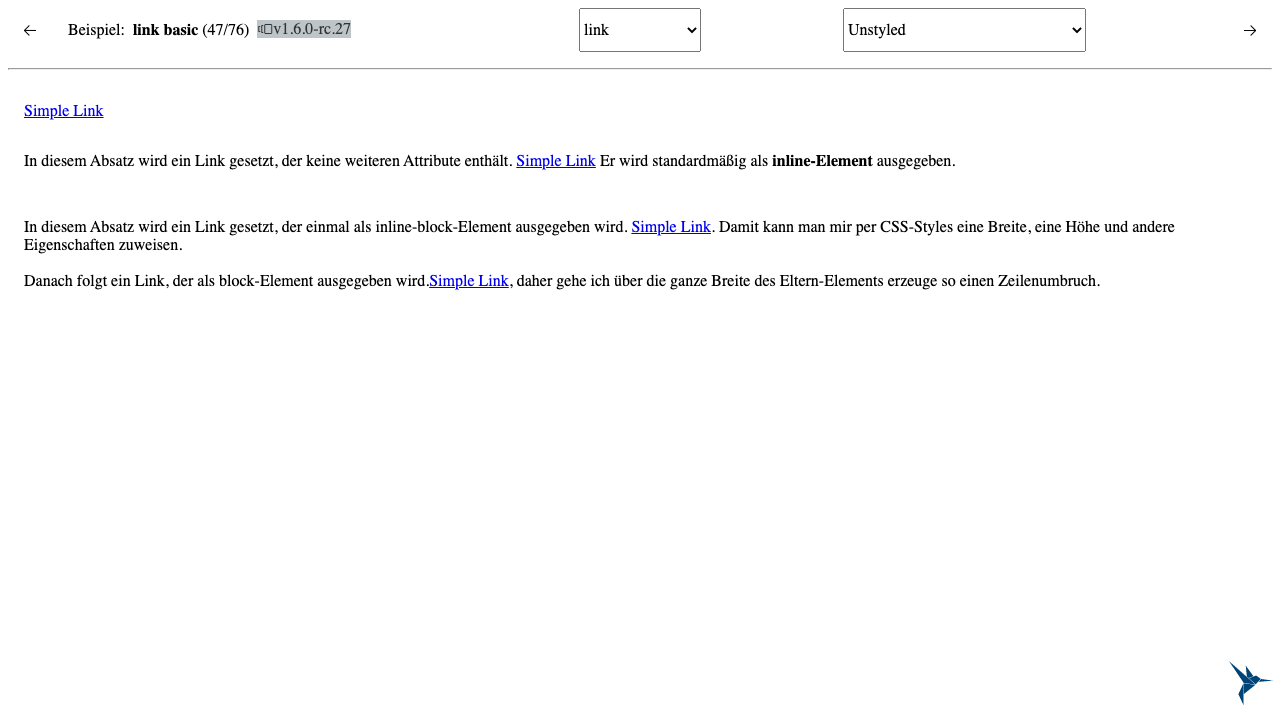 Beispiel: link basic (47/76) v1.6.0-rc.27 link Unstyled
Simple Link
In diesem Absatz wird ein Link gesetzt, der keine weiteren Attribute enthält. Simple Link Er wird standardmäßig als inline-Element ausgegeben.
In diesem Absatz wird ein Link gesetzt, der einmal als inline-block-Element ausgegeben wird. Simple Link. Damit kann man mir per CSS-Styles eine Breite, eine Höhe und andere
Eigenschaften zuweisen.
Danach folgt ein Link, der als block-Element ausgegeben wird.Simple Link, daher gehe ich über die ganze Breite des Eltern-Elements erzeuge so einen Zeilenumbruch.